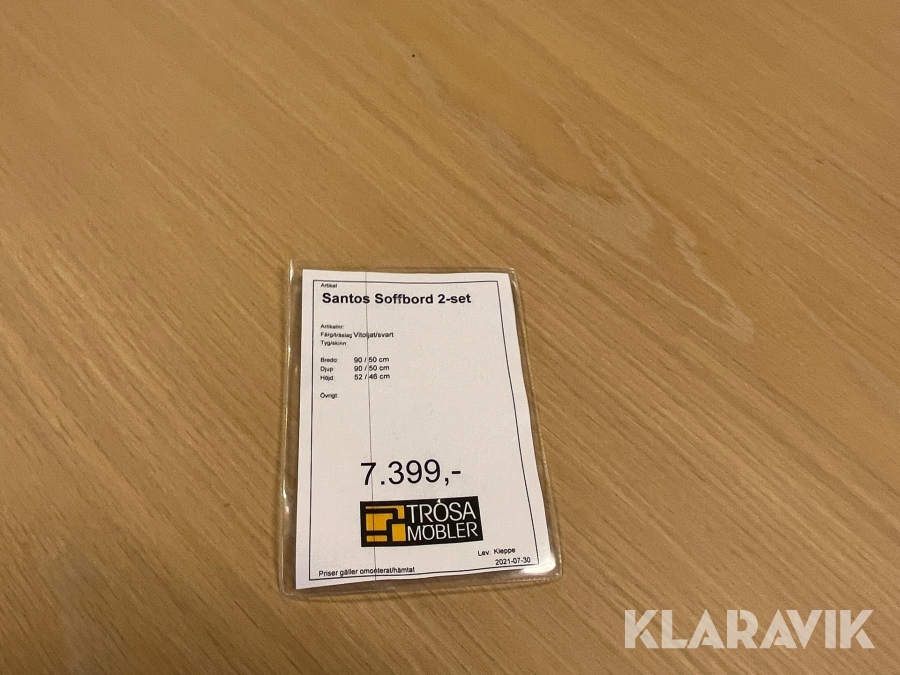 Artikel
Santos Soffbord 2-set
Artikelnr:
Färg/träslag Vitoljat/svart
Tyg/skinn:
Bredd: 90 / 50 cm
Djup: 90 / 50 cm
Höjd: 52 / 46 cm
Övrigt:
7.399,-
TRÖSA
MÖBLER
Lev: Kleppe
2021-07-30
Priser gäller omonterat/hämtat
KLARAVIK